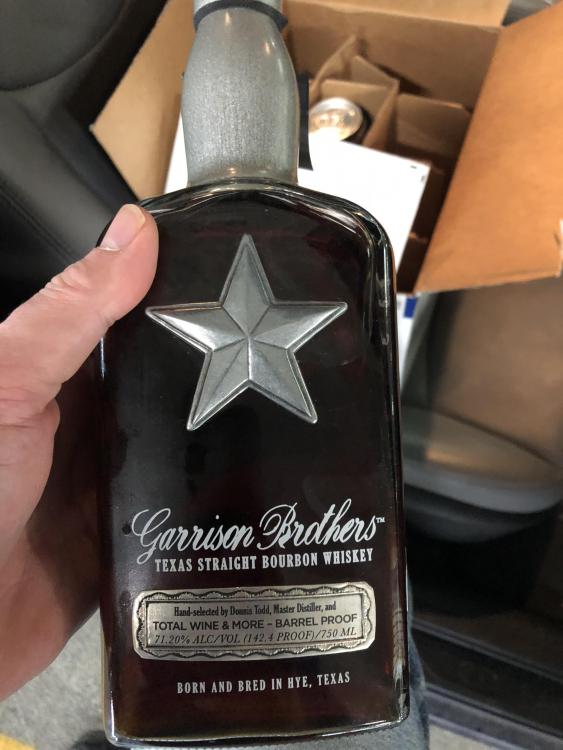 Garrison Brothers™
TEXAS STRAIGHT BOURBON WHISKEY
Hand-selected by Donnis Todd, Master Distiller, and
TOTAL WINE & MORE – BARREL PROOF
71.20% ALC/VOL (142.4 PROOF)/750 ML
BORN AND BRED IN HYE, TEXAS